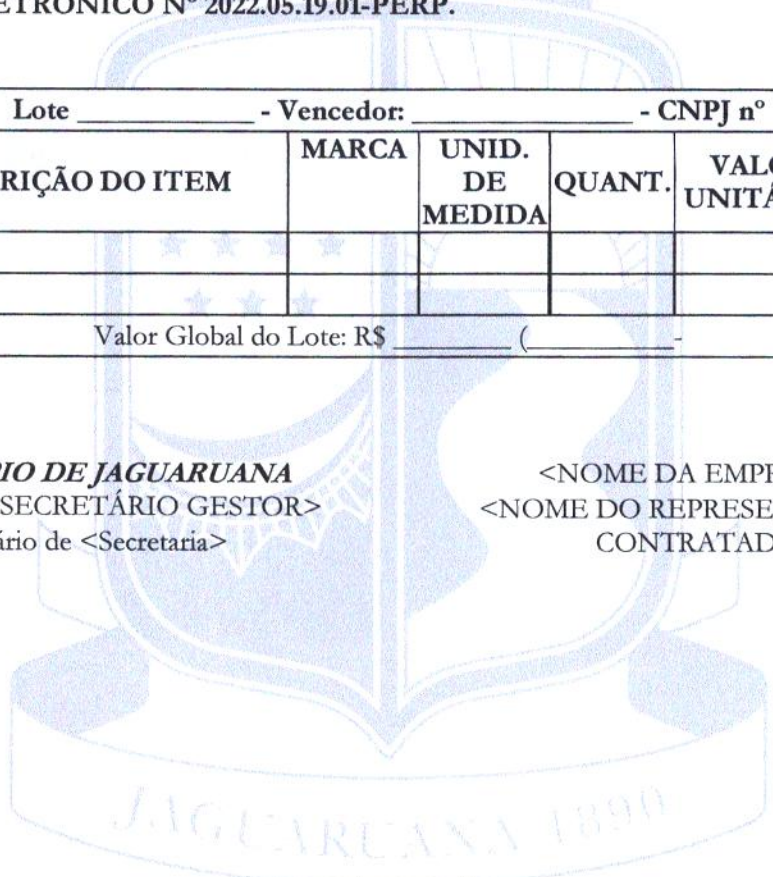 ETRÔNICO Nº 2022.05.19.01-PERP.
Lote ____________ - Vencedor: _______________ - CNPJ nº
RIÇÃO DO ITEM MARCA UNID. DE MEDIDA QUANT. VALO UNITÁ
Valor Global do Lote: R$ ________ (__________-
IO DE JAGUARUANA <NOME DA EMPR
SECRETÁRIO GESTOR> <NOME DO REPRESE
ário de <Secretaria> CONTRATAD
JAGUARUANA 1890